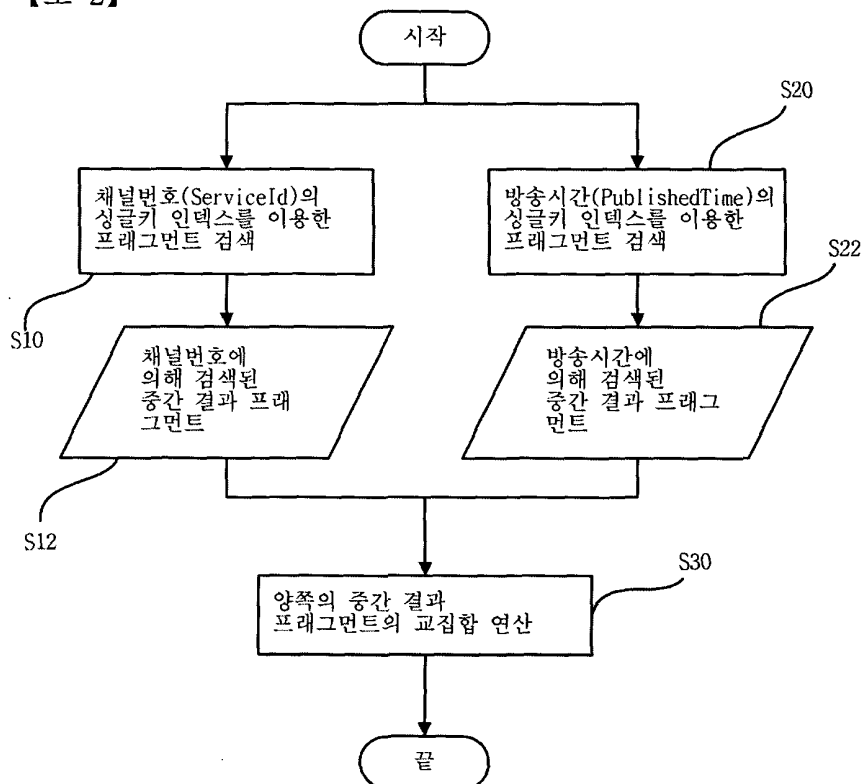 시작
S20
채널번호(ServiceId)의
싱글키 인덱스를 이용한
프래그먼트 검색
방송시간(PublishedTime)의
싱글키 인덱스를 이용한
프래그먼트 검색
S22
S10
채널번호에
의해 검색된
중간 결과 프래
그먼트
방송시간에
의해 검색된
중간 결과 프래그
먼트
S12
S30
양쪽의 중간 결과
프래그먼트의 교집합 연산
끝